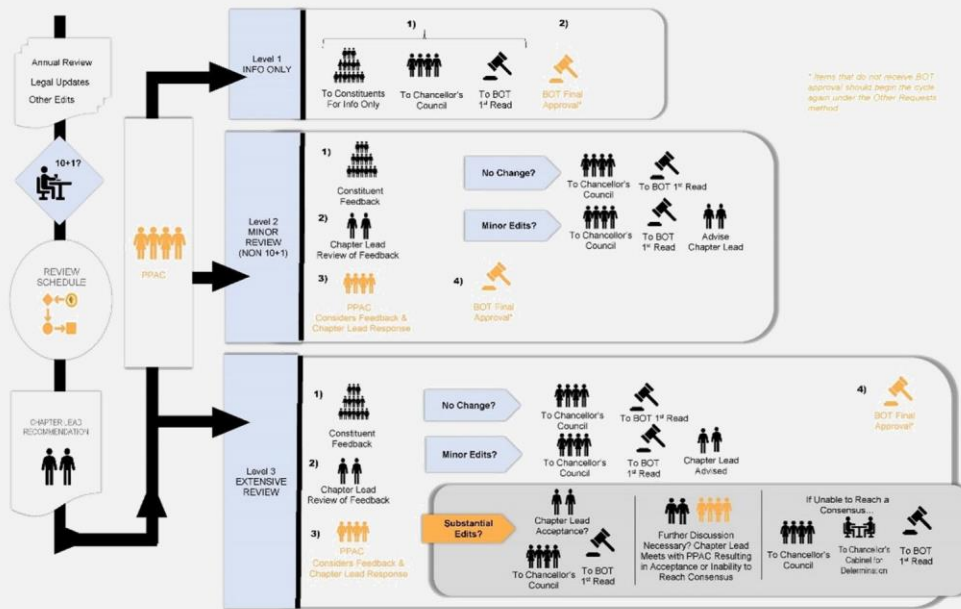 Annual Review
Legal Updates
Other Edits
10+1?
REVIEW
SCHEDULE
CHAPTER LEAD
RECOMMENDATION
PPAC
Level 1
INFO ONLY
1)
To Constituents
For Info Only
To Chancellor's
Council
To BOT
1st Read
2)
BOT Final
Approval*
* Items that do not receive BOT
approval should begin the cycle
again under the Other Requests
method
Level 2
MINOR
REVIEW
(NON 10+1)
1)
Constituent
Feedback
2)
Chapter Lead
Review of Feedback
3)
PPAC
Considers Feedback &
Chapter Lead Response
No Change?
To Chancellor's
Council
To BOT 1st Read
Minor Edits?
To Chancellor's
Council
To BOT
1st Read
Advise
Chapter Lead
4)
BOT Final
Approval*
Level 3
EXTENSIVE
REVIEW
1)
Constituent
Feedback
2)
Chapter Lead
Review of Feedback
3)
PPAC
Considers Feedback &
Chapter Lead Response
No Change?
To Chancellor's
Council
To BOT 1st Read
Minor Edits?
To Chancellor's
Council
To BOT
1st Read
Chapter Lead
Advised
4)
BOT Final
Approval*
Substantial
Edits?
Chapter Lead
Acceptance?
To Chancellor's
Council
To BOT
1st Read
Further Discussion
Necessary? Chapter Lead
Meets with PPAC Resulting
in Acceptance or Inability to
Reach Consensus
If Unable to Reach a
Consensus...
To Chancellor's
Council
To Chancellor's
Cabinet for
Determination
To BOT
1st Read